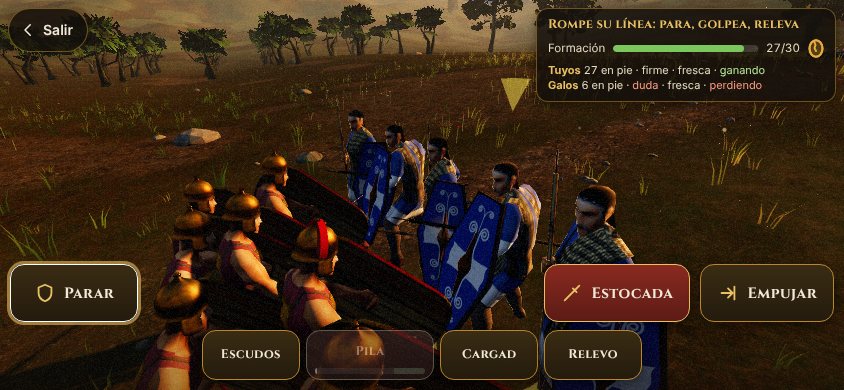 Salir
ROMPE SU LÍNEA: PARA, GOLPEA, RELEVA
Formación 27/30
Tuyos 27 en pie · firme · fresca · ganando
Galos 6 en pie · duda · fresca · perdiendo
PARAR
ESTOCADA
EMPUJAR
ESCUDOS
PILA
CARGAD
RELEVO